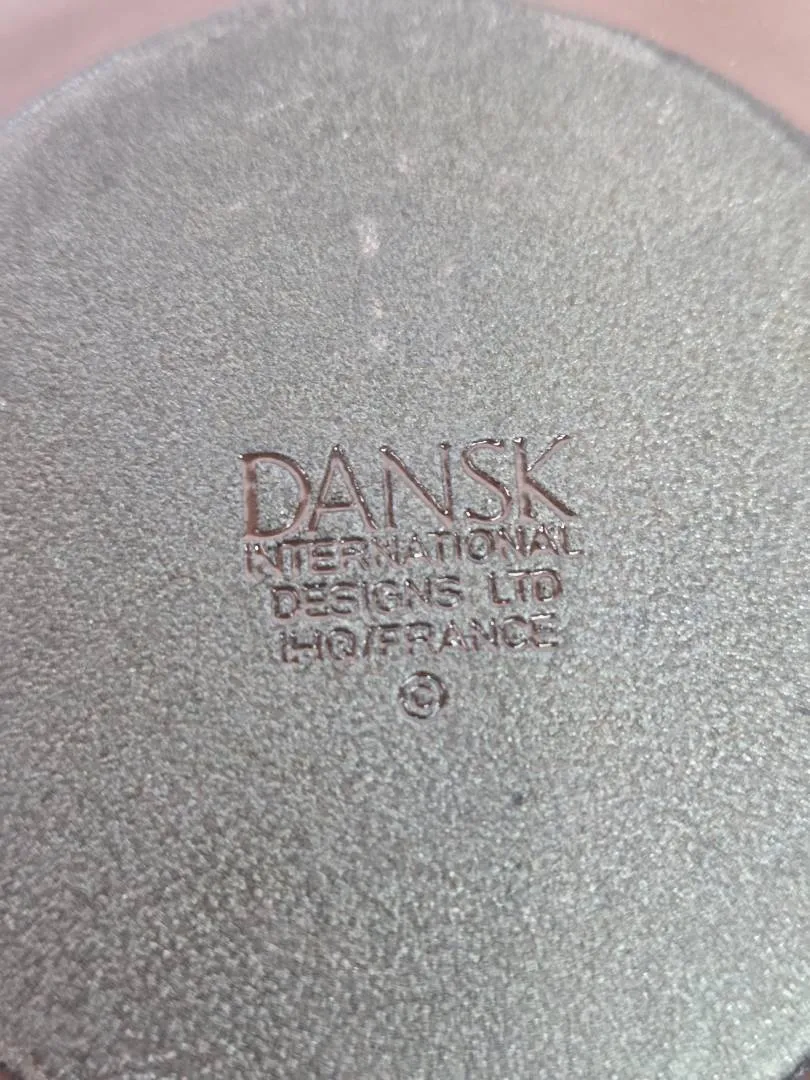 DANSK
INTERNATIONAL
DESIGNS LTD
IHQ/FRANCE
©